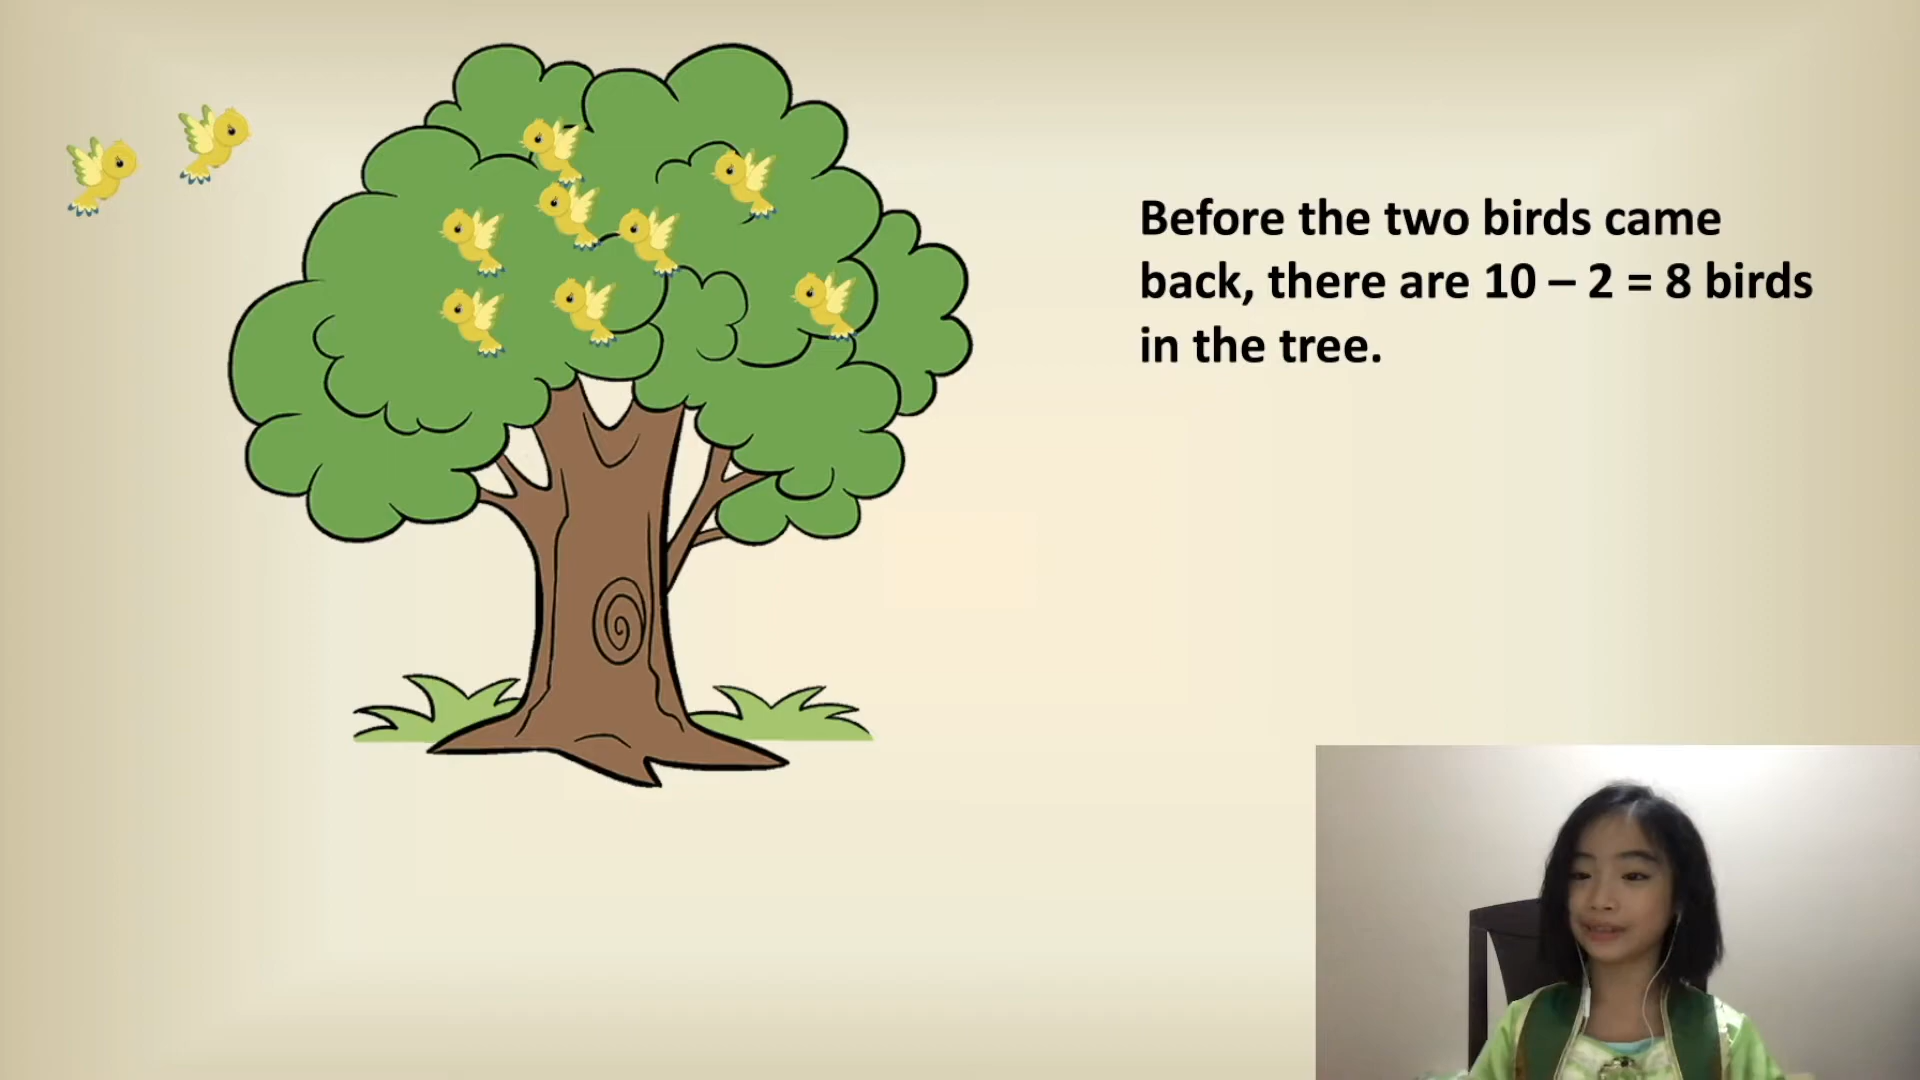 Before the two birds came
back, there are 10 – 2 = 8 birds
in the tree.